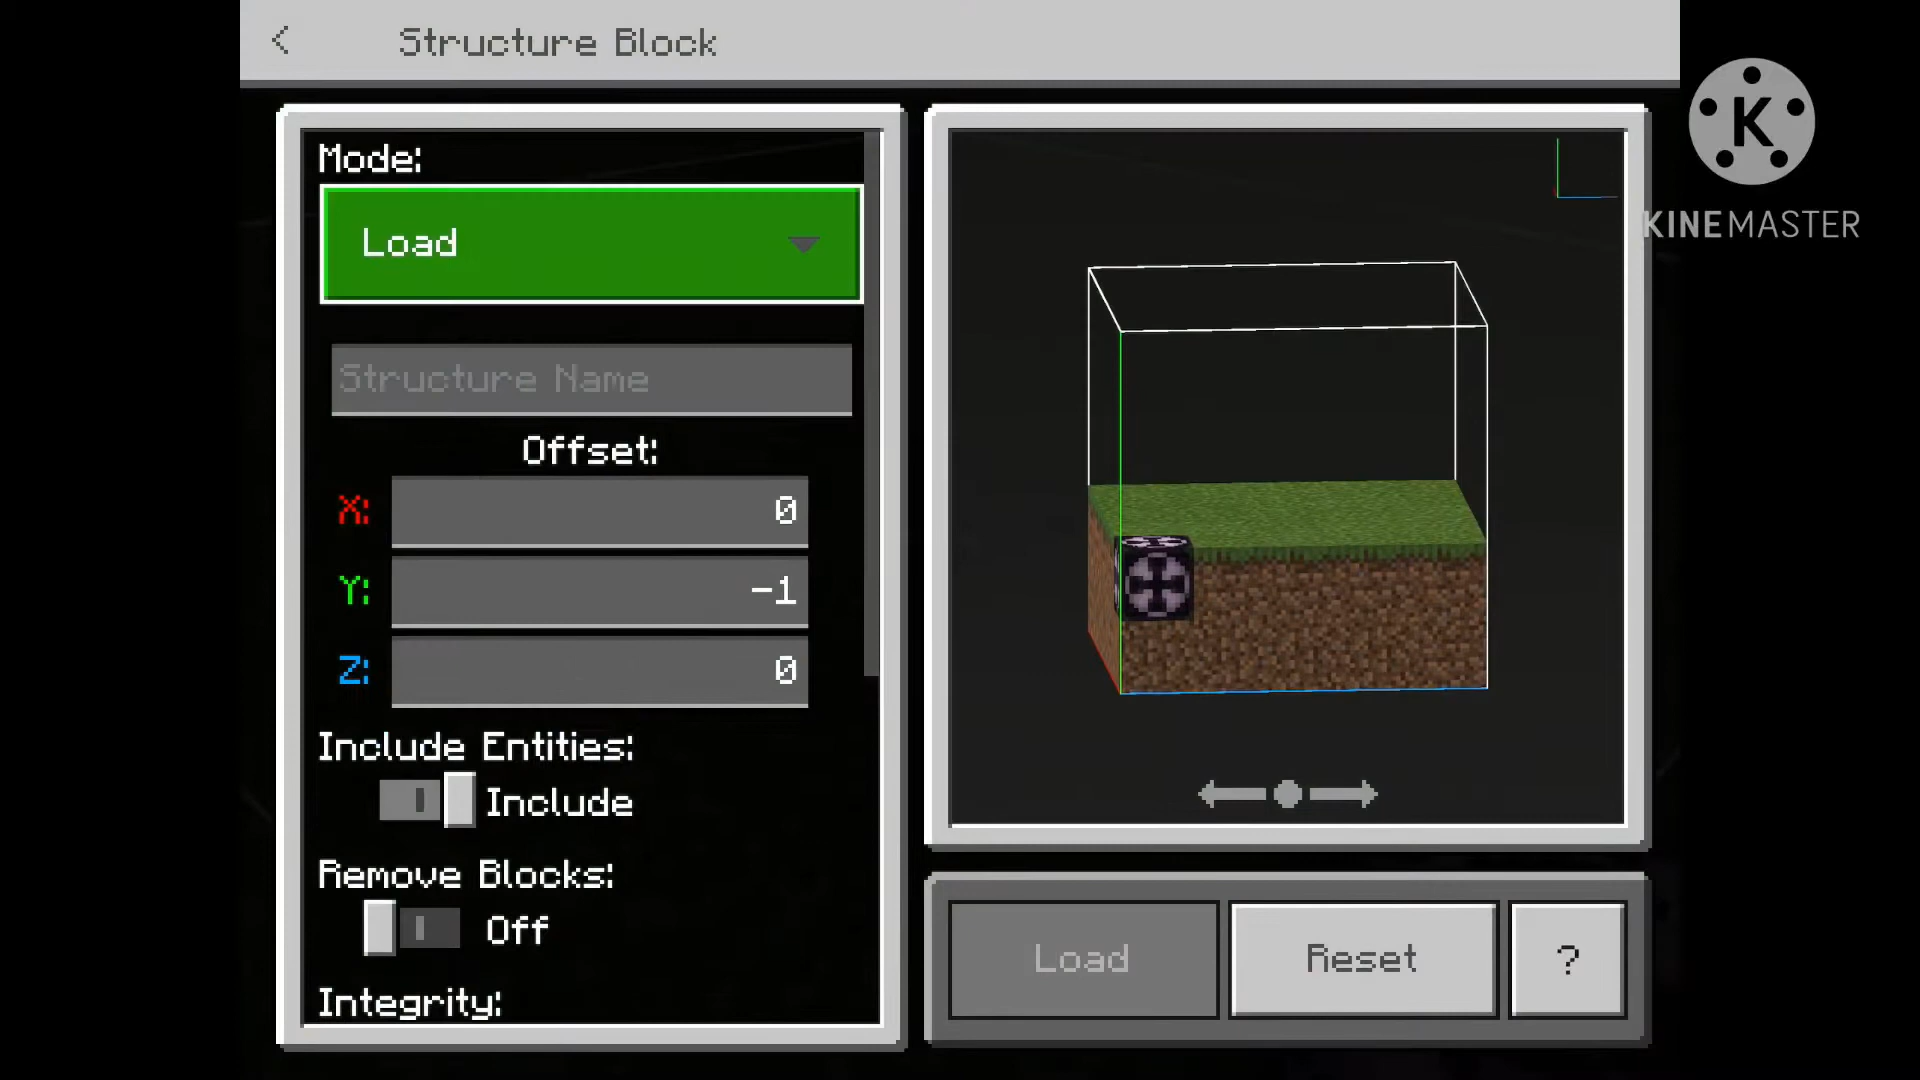 Structure Block
Mode:
Load
Structure Name
Offset:
X: 0
Y: -1
Z: 0
Include Entities:
Include
Remove Blocks:
Off
Integrity:
Load
Reset
?
K
KINEMASTER